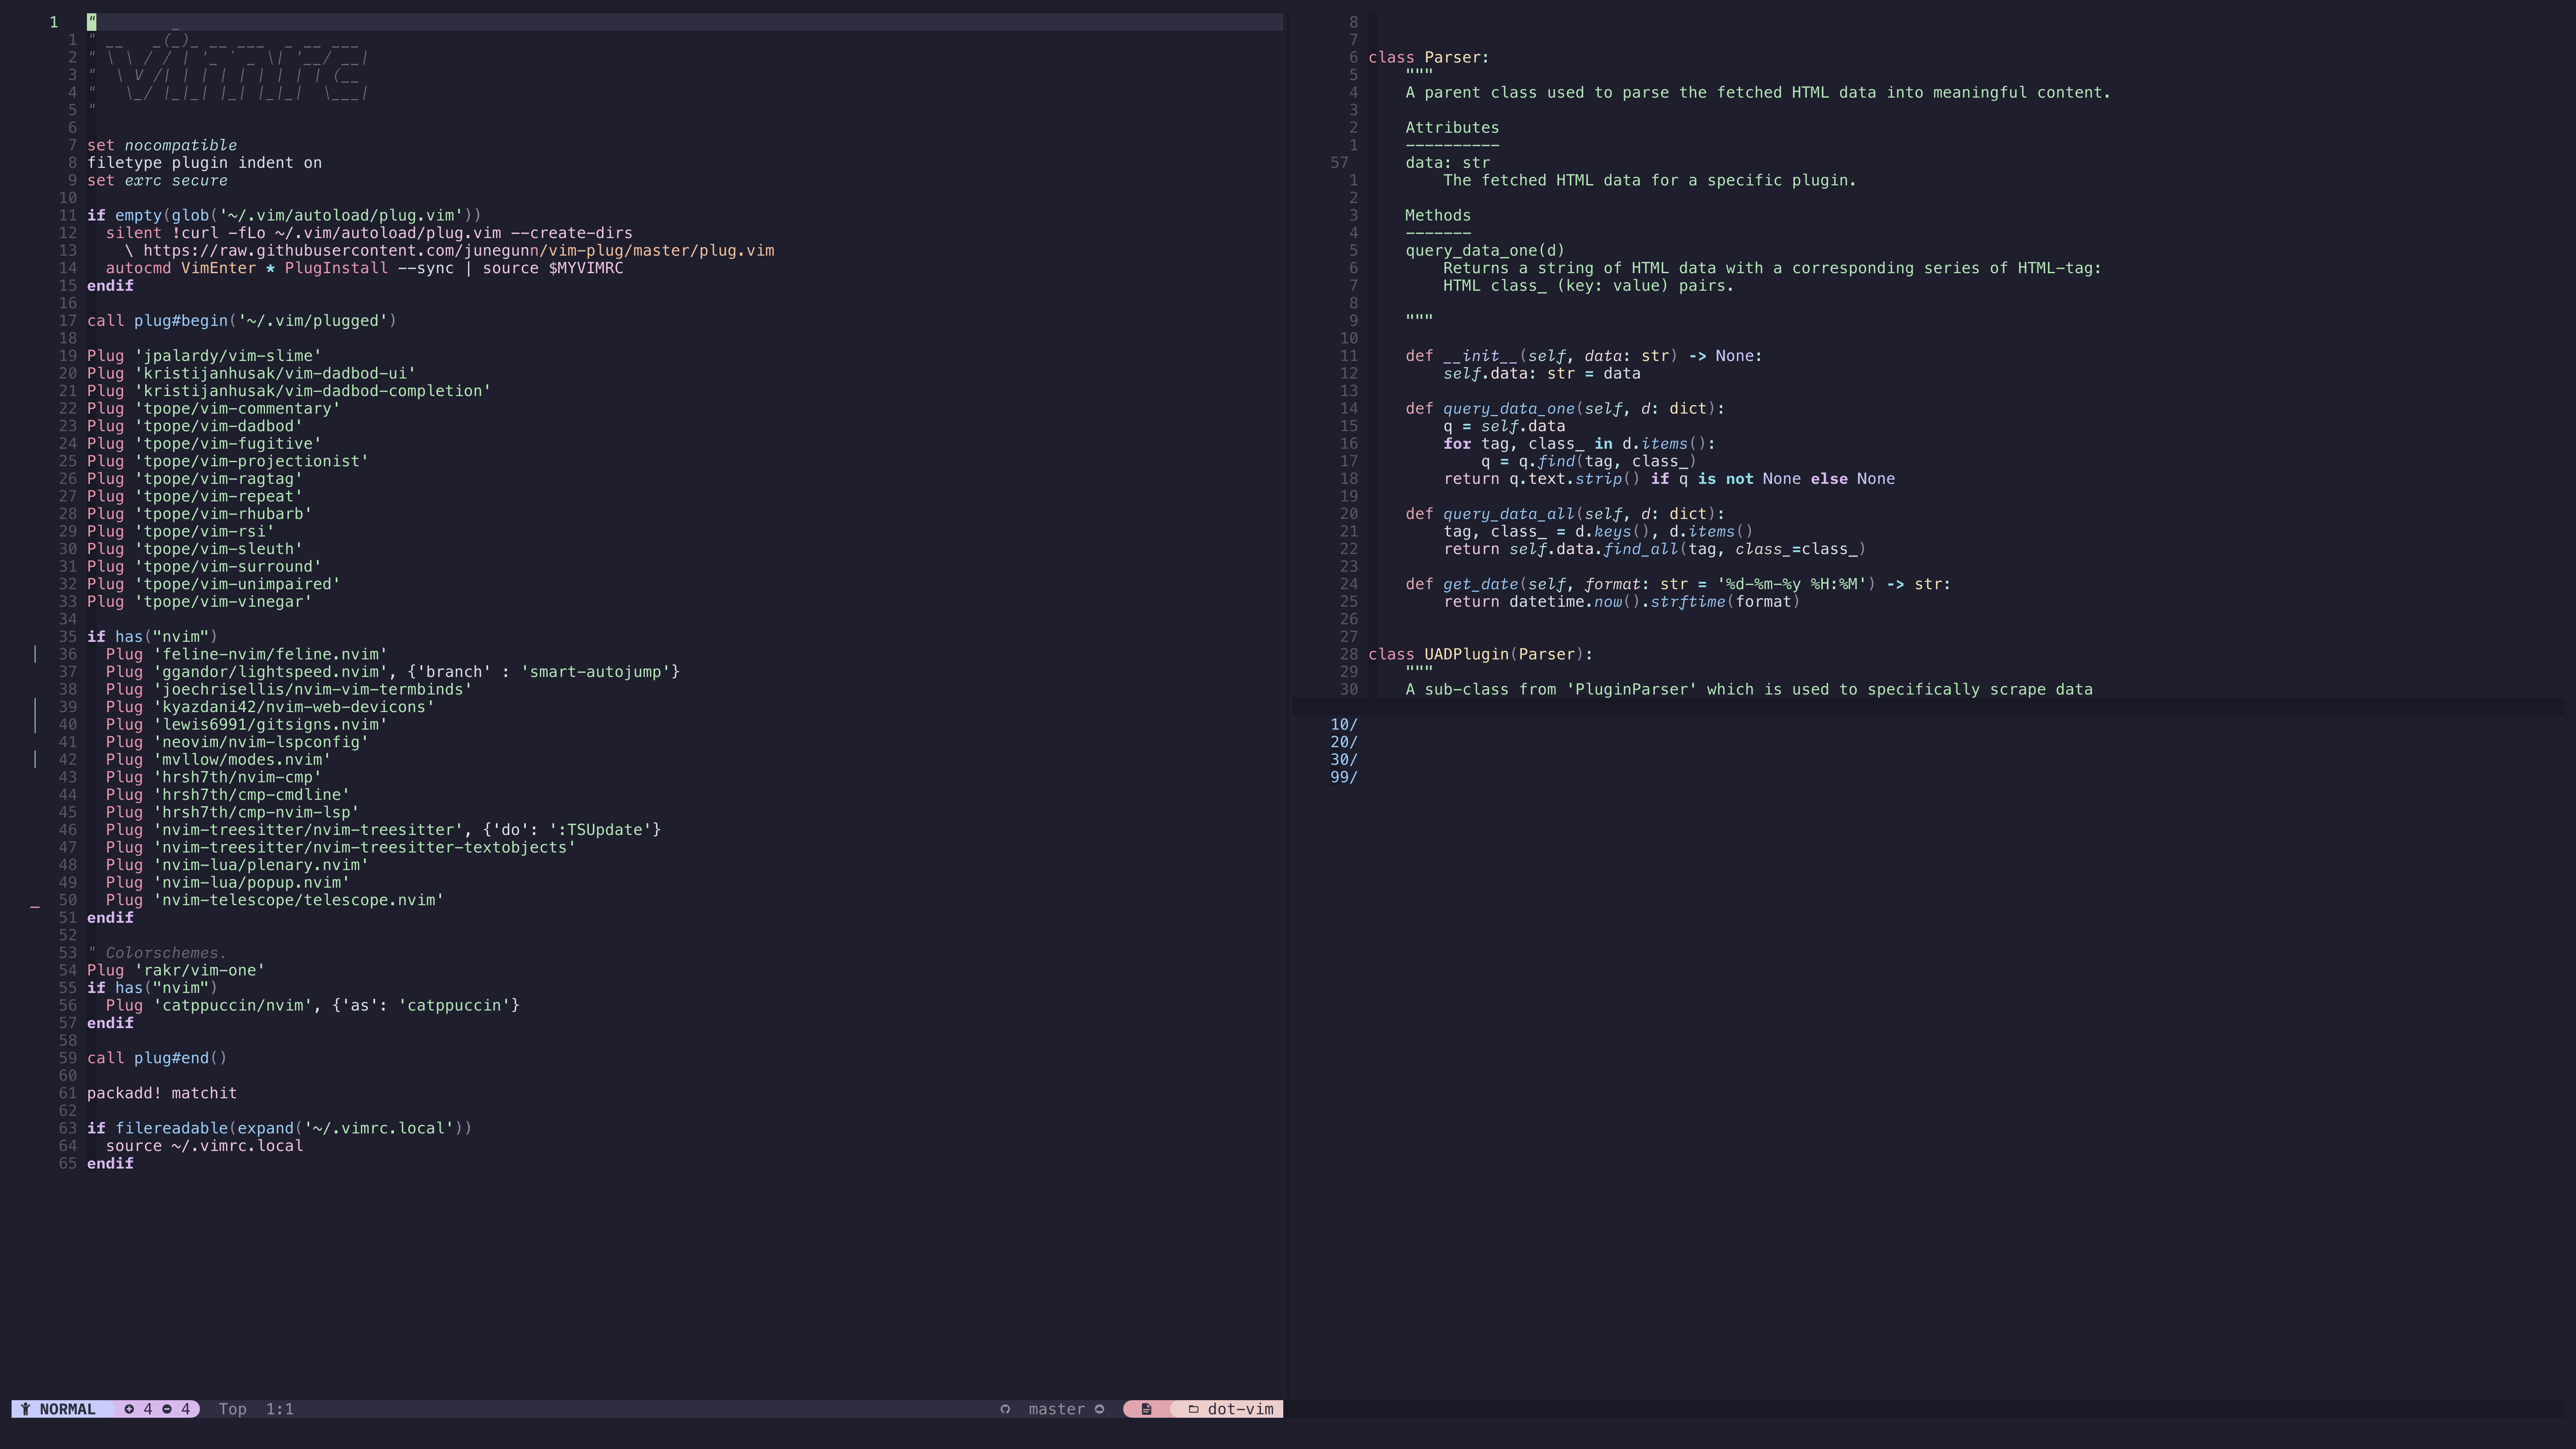 1 "        _
1 " __   _(_)_ __ ___  _ __ ___
2 " \ \ / / | '_ ` _ \| '__/ __|
3 "  \ V /| | | | | | | | | (__
4 "   \_/ |_|_| |_| |_|_|  \___|
5 "
6
7 set nocompatible
8 filetype plugin indent on
9 set exrc secure
10
11 if empty(glob('~/.vim/autoload/plug.vim'))
12   silent !curl -fLo ~/.vim/autoload/plug.vim --create-dirs
13     \ https://raw.githubusercontent.com/junegunn/vim-plug/master/plug.vim
14   autocmd VimEnter * PlugInstall --sync | source $MYVIMRC
15 endif
16
17 call plug#begin('~/.vim/plugged')
18
19 Plug 'jpalardy/vim-slime'
20 Plug 'kristijanhusak/vim-dadbod-ui'
21 Plug 'kristijanhusak/vim-dadbod-completion'
22 Plug 'tpope/vim-commentary'
23 Plug 'tpope/vim-dadbod'
24 Plug 'tpope/vim-fugitive'
25 Plug 'tpope/vim-projectionist'
26 Plug 'tpope/vim-ragtag'
27 Plug 'tpope/vim-repeat'
28 Plug 'tpope/vim-rhubarb'
29 Plug 'tpope/vim-rsi'
30 Plug 'tpope/vim-sleuth'
31 Plug 'tpope/vim-surround'
32 Plug 'tpope/vim-unimpaired'
33 Plug 'tpope/vim-vinegar'
34
35 if has("nvim")
36   Plug 'feline-nvim/feline.nvim'
37   Plug 'ggandor/lightspeed.nvim', {'branch' : 'smart-autojump'}
38   Plug 'joechrisellis/nvim-vim-termbinds'
39   Plug 'kyazdani42/nvim-web-devicons'
40   Plug 'lewis6991/gitsigns.nvim'
41   Plug 'neovim/nvim-lspconfig'
42   Plug 'mvllow/modes.nvim'
43   Plug 'hrsh7th/nvim-cmp'
44   Plug 'hrsh7th/cmp-cmdline'
45   Plug 'hrsh7th/cmp-nvim-lsp'
46   Plug 'nvim-treesitter/nvim-treesitter', {'do': ':TSUpdate'}
47   Plug 'nvim-treesitter/nvim-treesitter-textobjects'
48   Plug 'nvim-lua/plenary.nvim'
49   Plug 'nvim-lua/popup.nvim'
50   Plug 'nvim-telescope/telescope.nvim'
51 endif
52
53 " Colorschemes.
54 Plug 'rakr/vim-one'
55 if has("nvim")
56   Plug 'catppuccin/nvim', {'as': 'catppuccin'}
57 endif
58
59 call plug#end()
60
61 packadd! matchit
62
63 if filereadable(expand('~/.vimrc.local'))
64   source ~/.vimrc.local
65 endif
NORMAL 4 4 Top 1:1 master dot-vim
8
7
6 class Parser:
5     """
4     A parent class used to parse the fetched HTML data into meaningful content.
3
2     Attributes
1     ----------
57     data: str
1         The fetched HTML data for a specific plugin.
2
3     Methods
4     -------
5     query_data_one(d)
6         Returns a string of HTML data with a corresponding series of HTML-tag:
7         HTML class_ (key: value) pairs.
8
9     """
10
11     def __init__(self, data: str) -> None:
12         self.data: str = data
13
14     def query_data_one(self, d: dict):
15         q = self.data
16         for tag, class_ in d.items():
17             q = q.find(tag, class_)
18         return q.text.strip() if q is not None else None
19
20     def query_data_all(self, d: dict):
21         tag, class_ = d.keys(), d.items()
22         return self.data.find_all(tag, class_=class_)
23
24     def get_date(self, format: str = '%d-%m-%y %H:%M') -> str:
25         return datetime.now().strftime(format)
26
27
28 class UADPlugin(Parser):
29     """
30     A sub-class from 'PluginParser' which is used to specifically scrape data
10/
20/
30/
99/